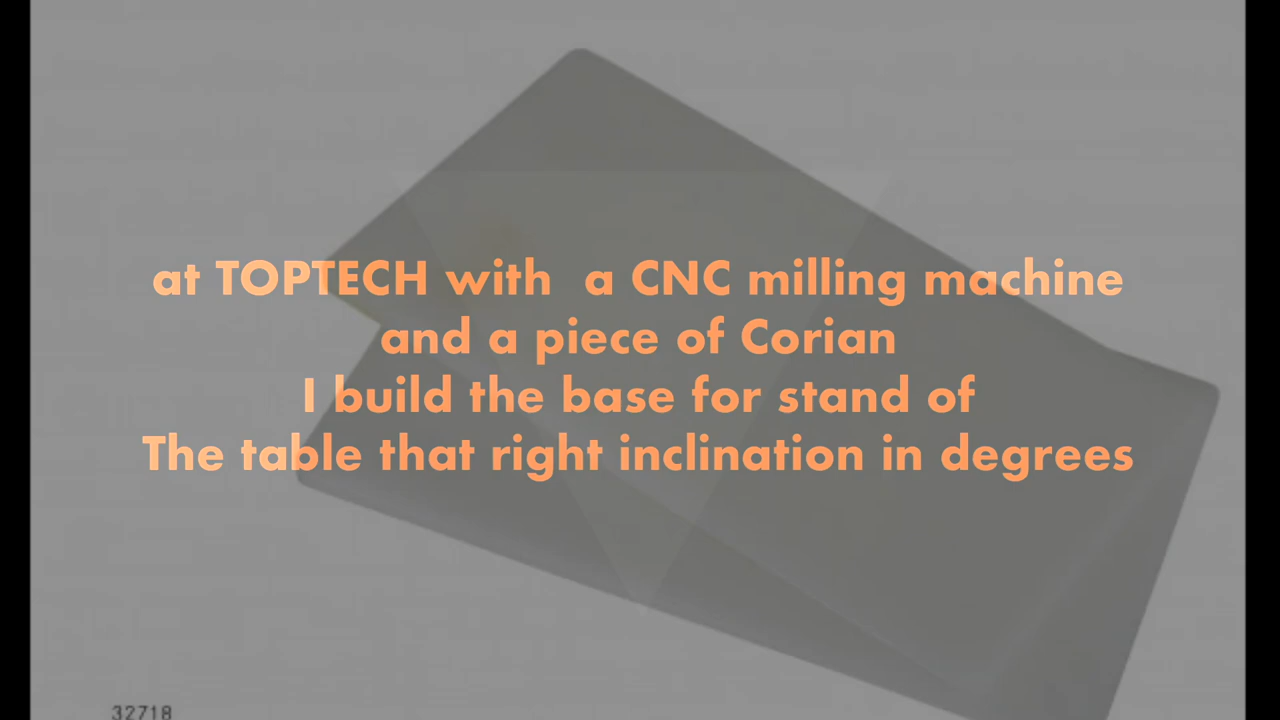 at TOPTECH with  a CNC milling machine
and a piece of Corian
I build the base for stand of
The table that right inclination in degrees
32718